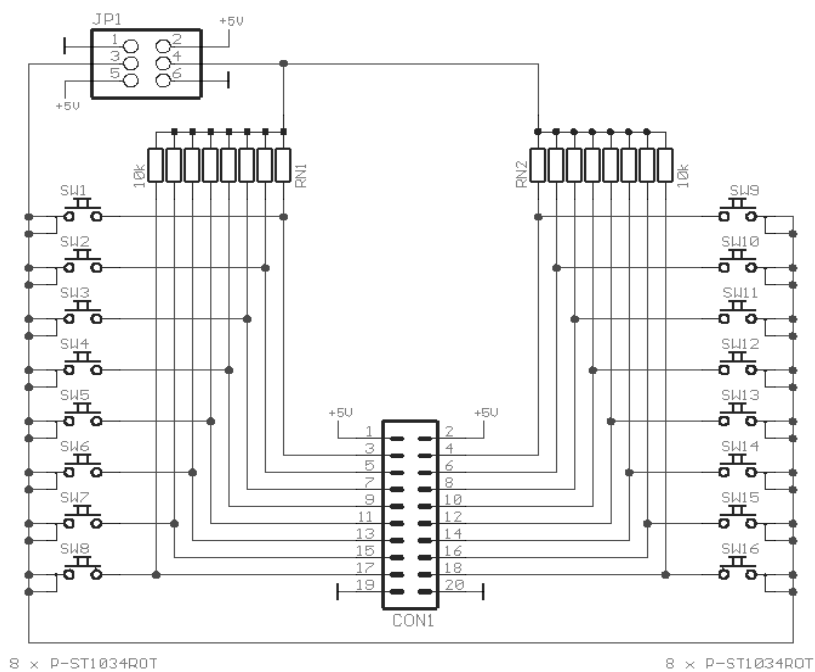 JP1
+5V
1 2
3 4
5 6
+5V
10k
RN1
RN2
10k
SW1
SW9
SW2
SW10
SW3
SW11
SW4
SW12
SW5
SW13
SW6
SW14
SW7
SW15
SW8
SW16
+5V
+5V
1 2
3 4
5 6
7 8
9 10
11 12
13 14
15 16
17 18
19 20
CON1
8 x P-ST1034ROT
8 x P-ST1034ROT